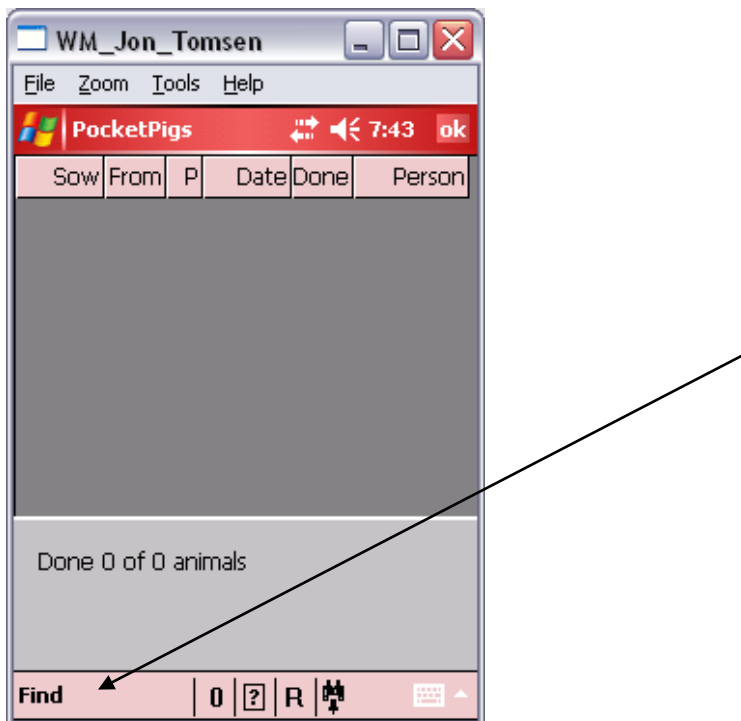 WM_Jon_Tomsen
File Zoom Tools Help
PocketPigs 7:43 ok
Sow From P Date Done Person
Done 0 of 0 animals
Find 0 ? R